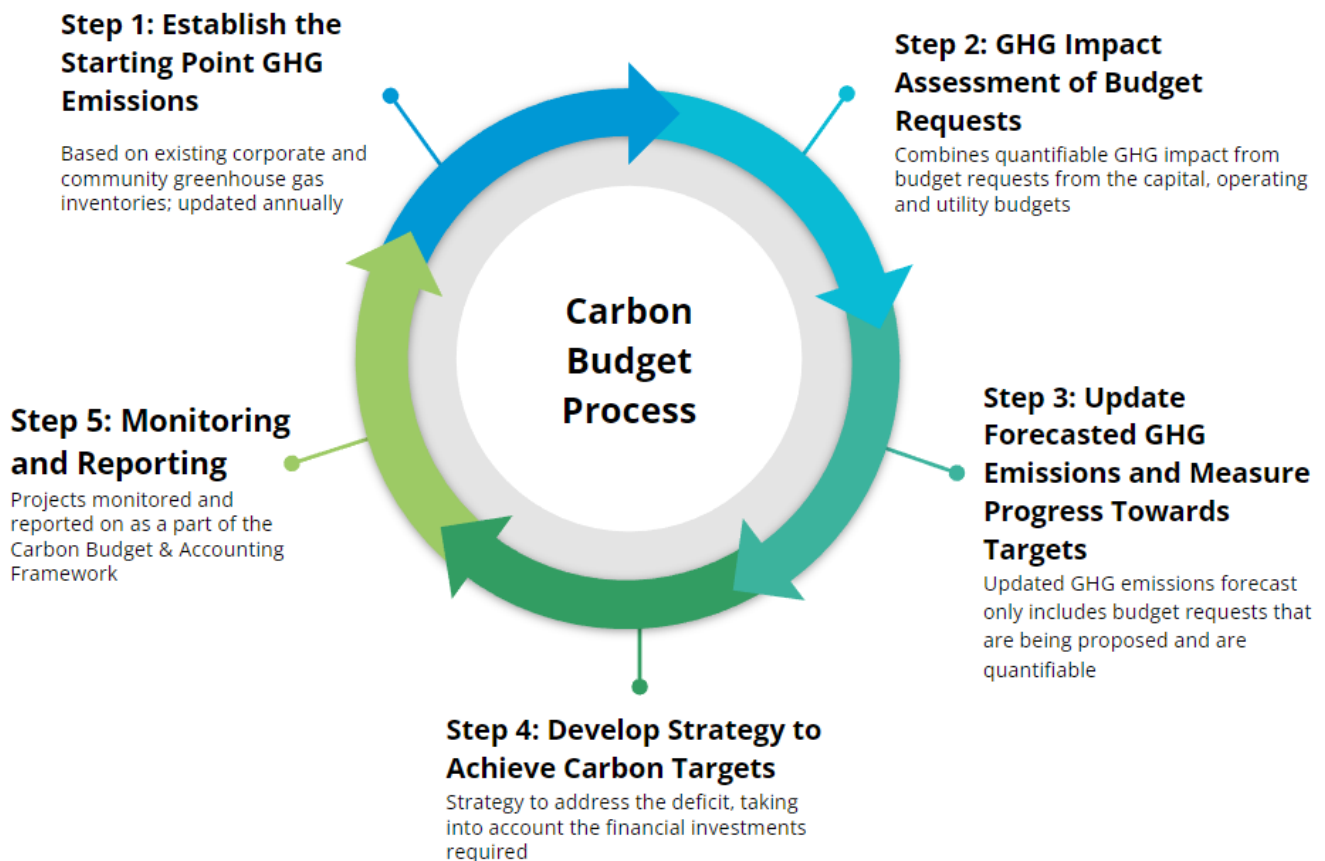 Step 1: Establish the
Starting Point GHG
Emissions
Based on existing corporate and
community greenhouse gas
inventories; updated annually
Step 2: GHG Impact
Assessment of Budget
Requests
Combines quantifiable GHG impact from
budget requests from the capital, operating
and utility budgets
Carbon
Budget
Process
Step 3: Update
Forecasted GHG
Emissions and Measure
Progress Towards
Targets
Updated GHG emissions forecast
only includes budget requests that
are being proposed and are
quantifiable
Step 4: Develop Strategy to
Achieve Carbon Targets
Strategy to address the deficit, taking
into account the financial investments
required
Step 5: Monitoring
and Reporting
Projects monitored and
reported on as a part of the
Carbon Budget & Accounting
Framework